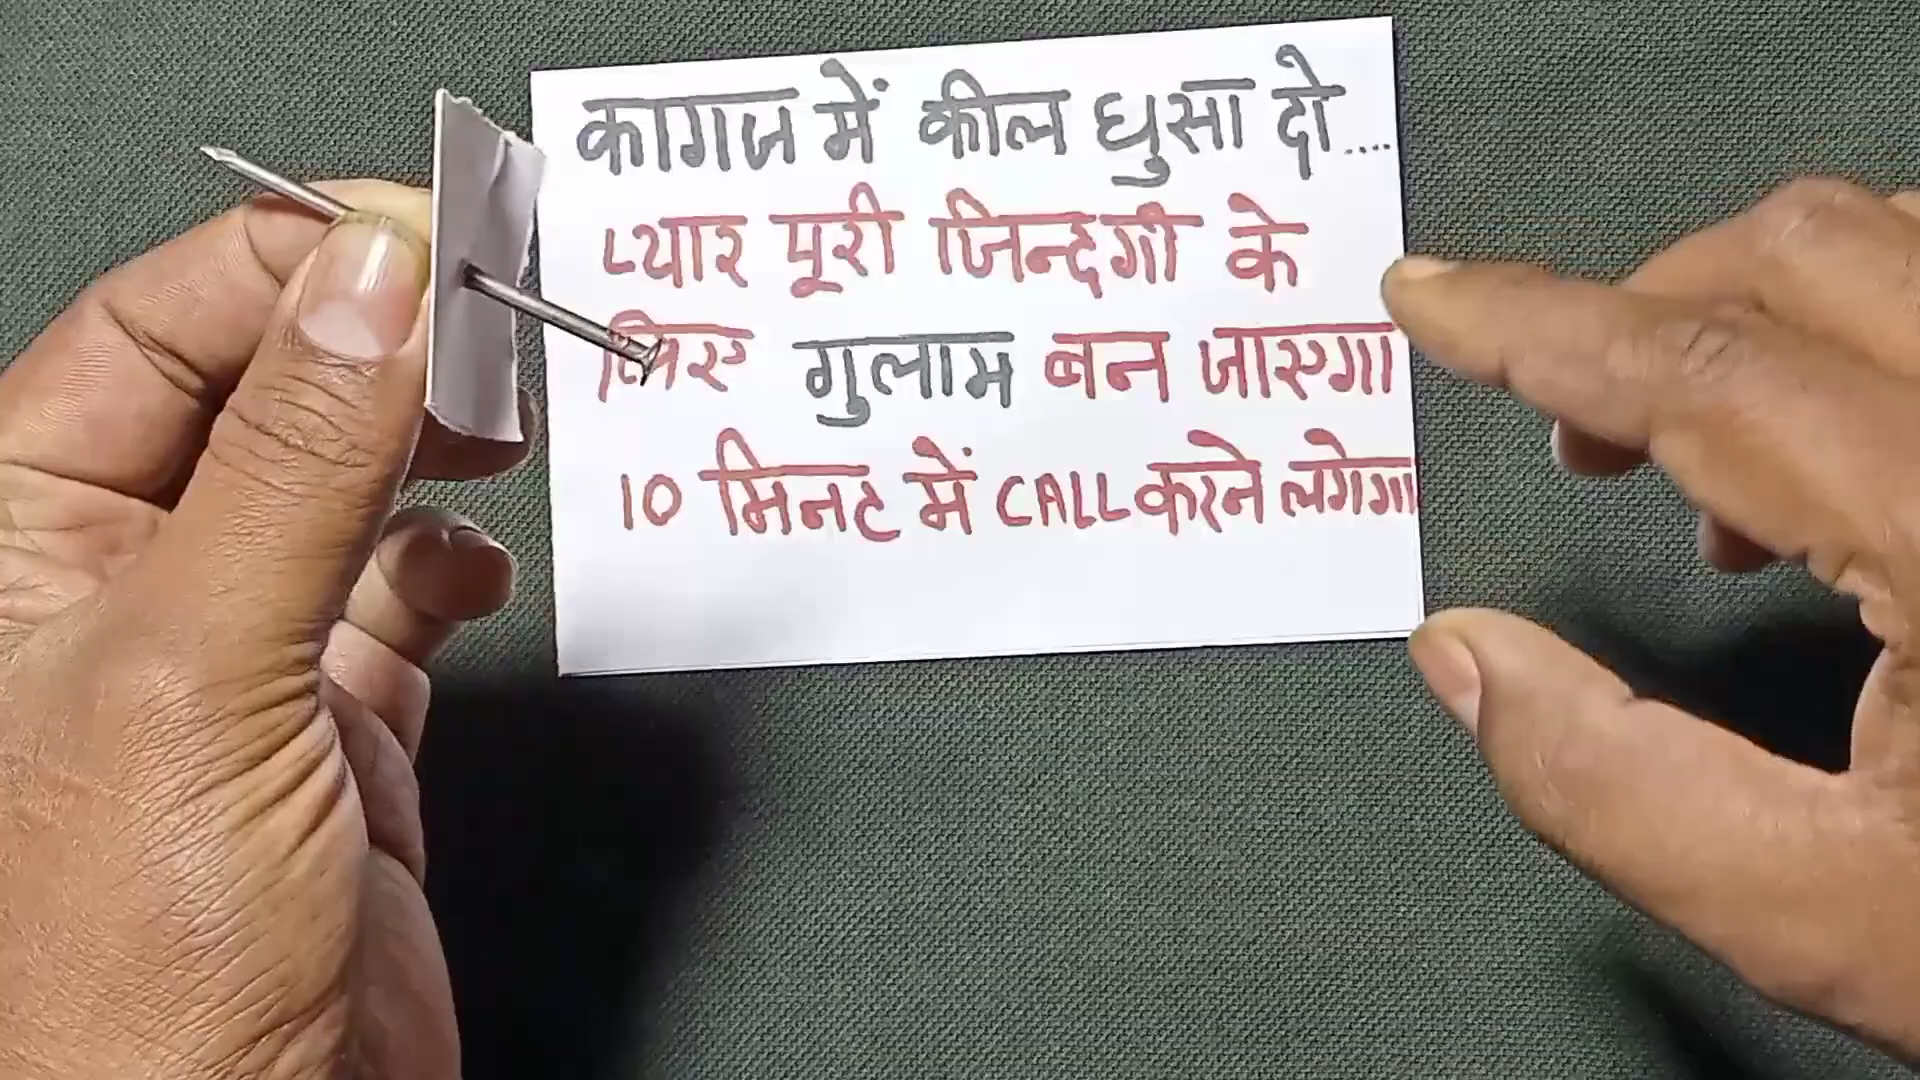 कागज में कील घुसा दो....
प्यार पूरी जिन्दगी के
लिए गुलाम बन जाएगा
10 मिनट में CALL करने लगेगा